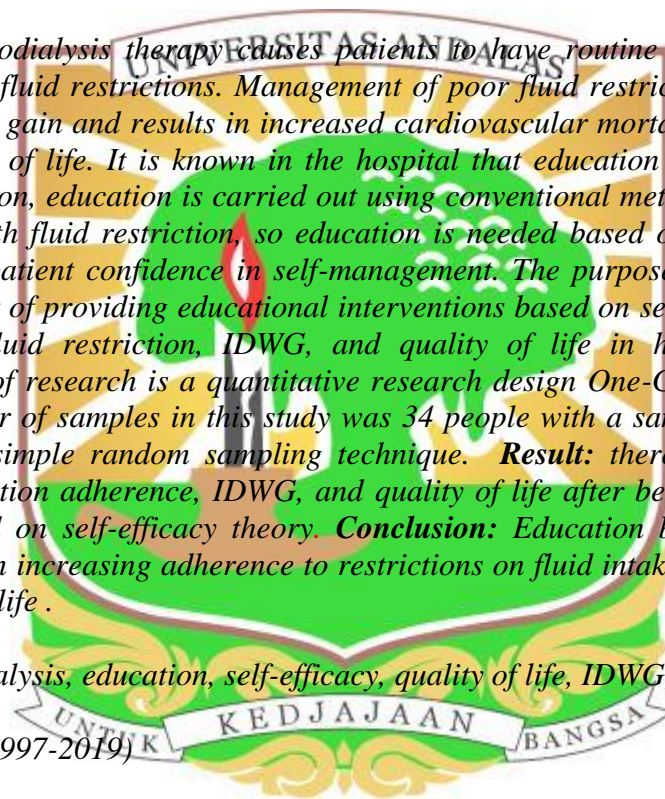 odialysis therapy causes patients to have routine
UNIVERSITAS ANDALAS
fluid restrictions. Management of poor fluid restric
gain and results in increased cardiovascular morta
of life. It is known in the hospital that education
on, education is carried out using conventional met
th fluid restriction, so education is needed based o
patient confidence in self-management. The purpose
of providing educational interventions based on se
luid restriction, IDWG, and quality of life in h
of research is a quantitative research design One-G
r of samples in this study was 34 people with a sa
simple random sampling technique. Result: ther
tion adherence, IDWG, and quality of life after be
d on self-efficacy theory. Conclusion: Education b
n increasing adherence to restrictions on fluid intak
life .
alysis, education, self-efficacy, quality of life, IDWG
UNTUK KEDJAJAAN BANGSA
997-2019)